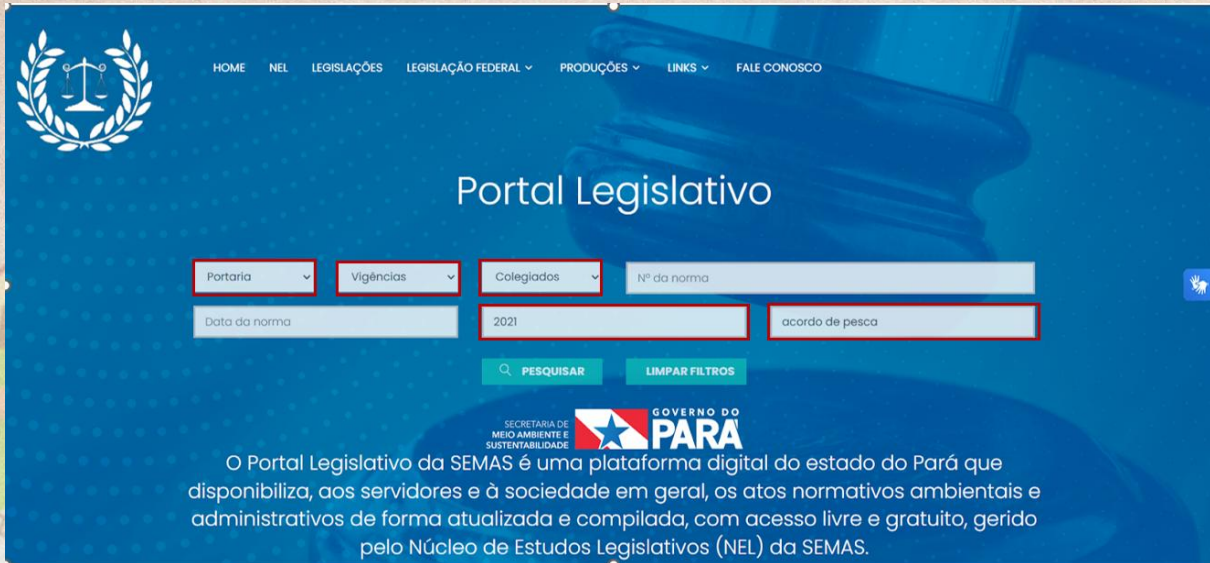 HOME NEL LEGISLAÇÕES LEGISLAÇÃO FEDERAL PRODUÇÕES LINKS FALE CONOSCO
Portal Legislativo
Portaria Vigências Colegiados Nº da norma
Data da norma 2021 acordo de pesca
PESQUISAR LIMPAR FILTROS
SECRETARIA DE
MEIO AMBIENTE E
SUSTENTABILIDADE
GOVERNO DO
PARÁ
O Portal Legislativo da SEMAS é uma plataforma digital do estado do Pará que
disponibiliza, aos servidores e à sociedade em geral, os atos normativos ambientais e
administrativos de forma atualizada e compilada, com acesso livre e gratuito, gerido
pelo Núcleo de Estudos Legislativos (NEL) da SEMAS.